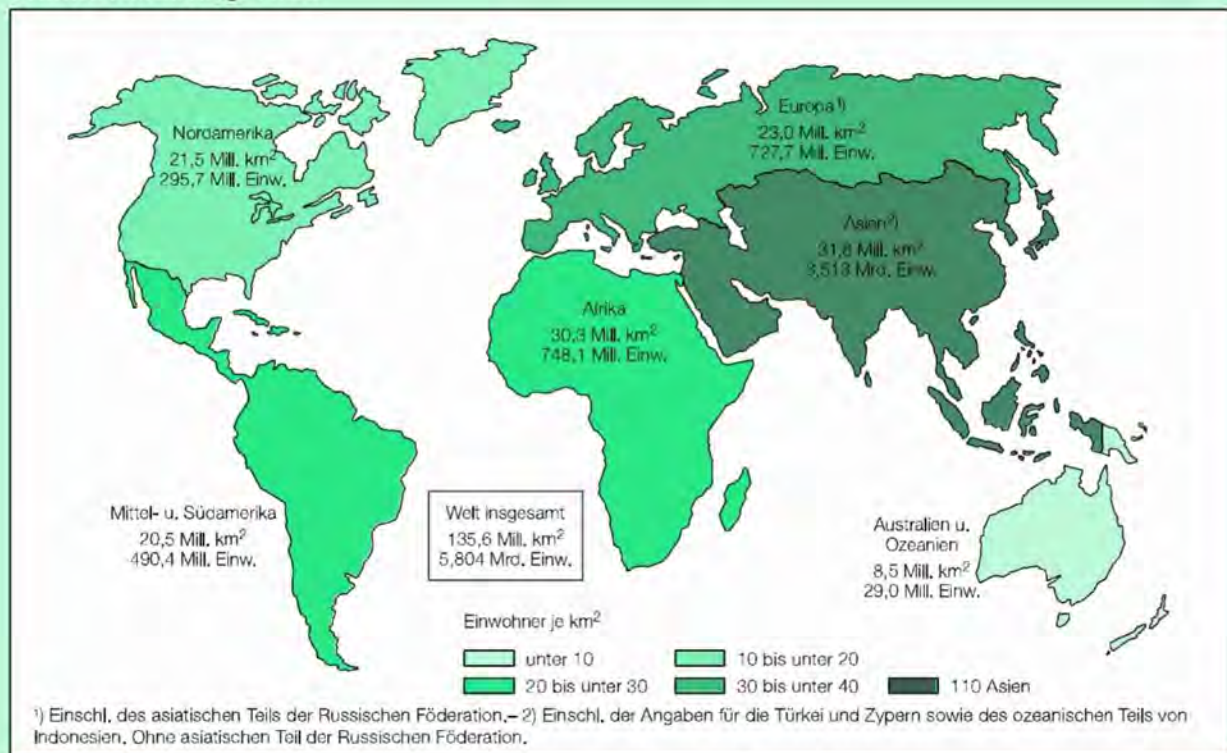 Nordamerika
21,5 Mill. km²
295,7 Mill. Einw.
Europa ¹)
23,0 Mill. km²
727,7 Mill. Einw.
Asien²)
31,8 Mill. km²
3,513 Mrd. Einw.
Afrika
30,3 Mill. km²
748,1 Mill. Einw.
Mittel- u. Südamerika
20,5 Mill. km²
490,4 Mill. Einw.
Welt insgesamt
135,6 Mill. km²
5,804 Mrd. Einw.
Australien u.
Ozeanien
8,5 Mill. km²
29,0 Mill. Einw.
Einwohner je km²
unter 10
10 bis unter 20
20 bis unter 30
30 bis unter 40
110 Asien
¹) Einschl. des asiatischen Teils der Russischen Föderation.– 2) Einschl. der Angaben für die Türkei und Zypern sowie des ozeanischen Teils von
Indonesien. Ohne asiatischen Teil der Russischen Föderation.